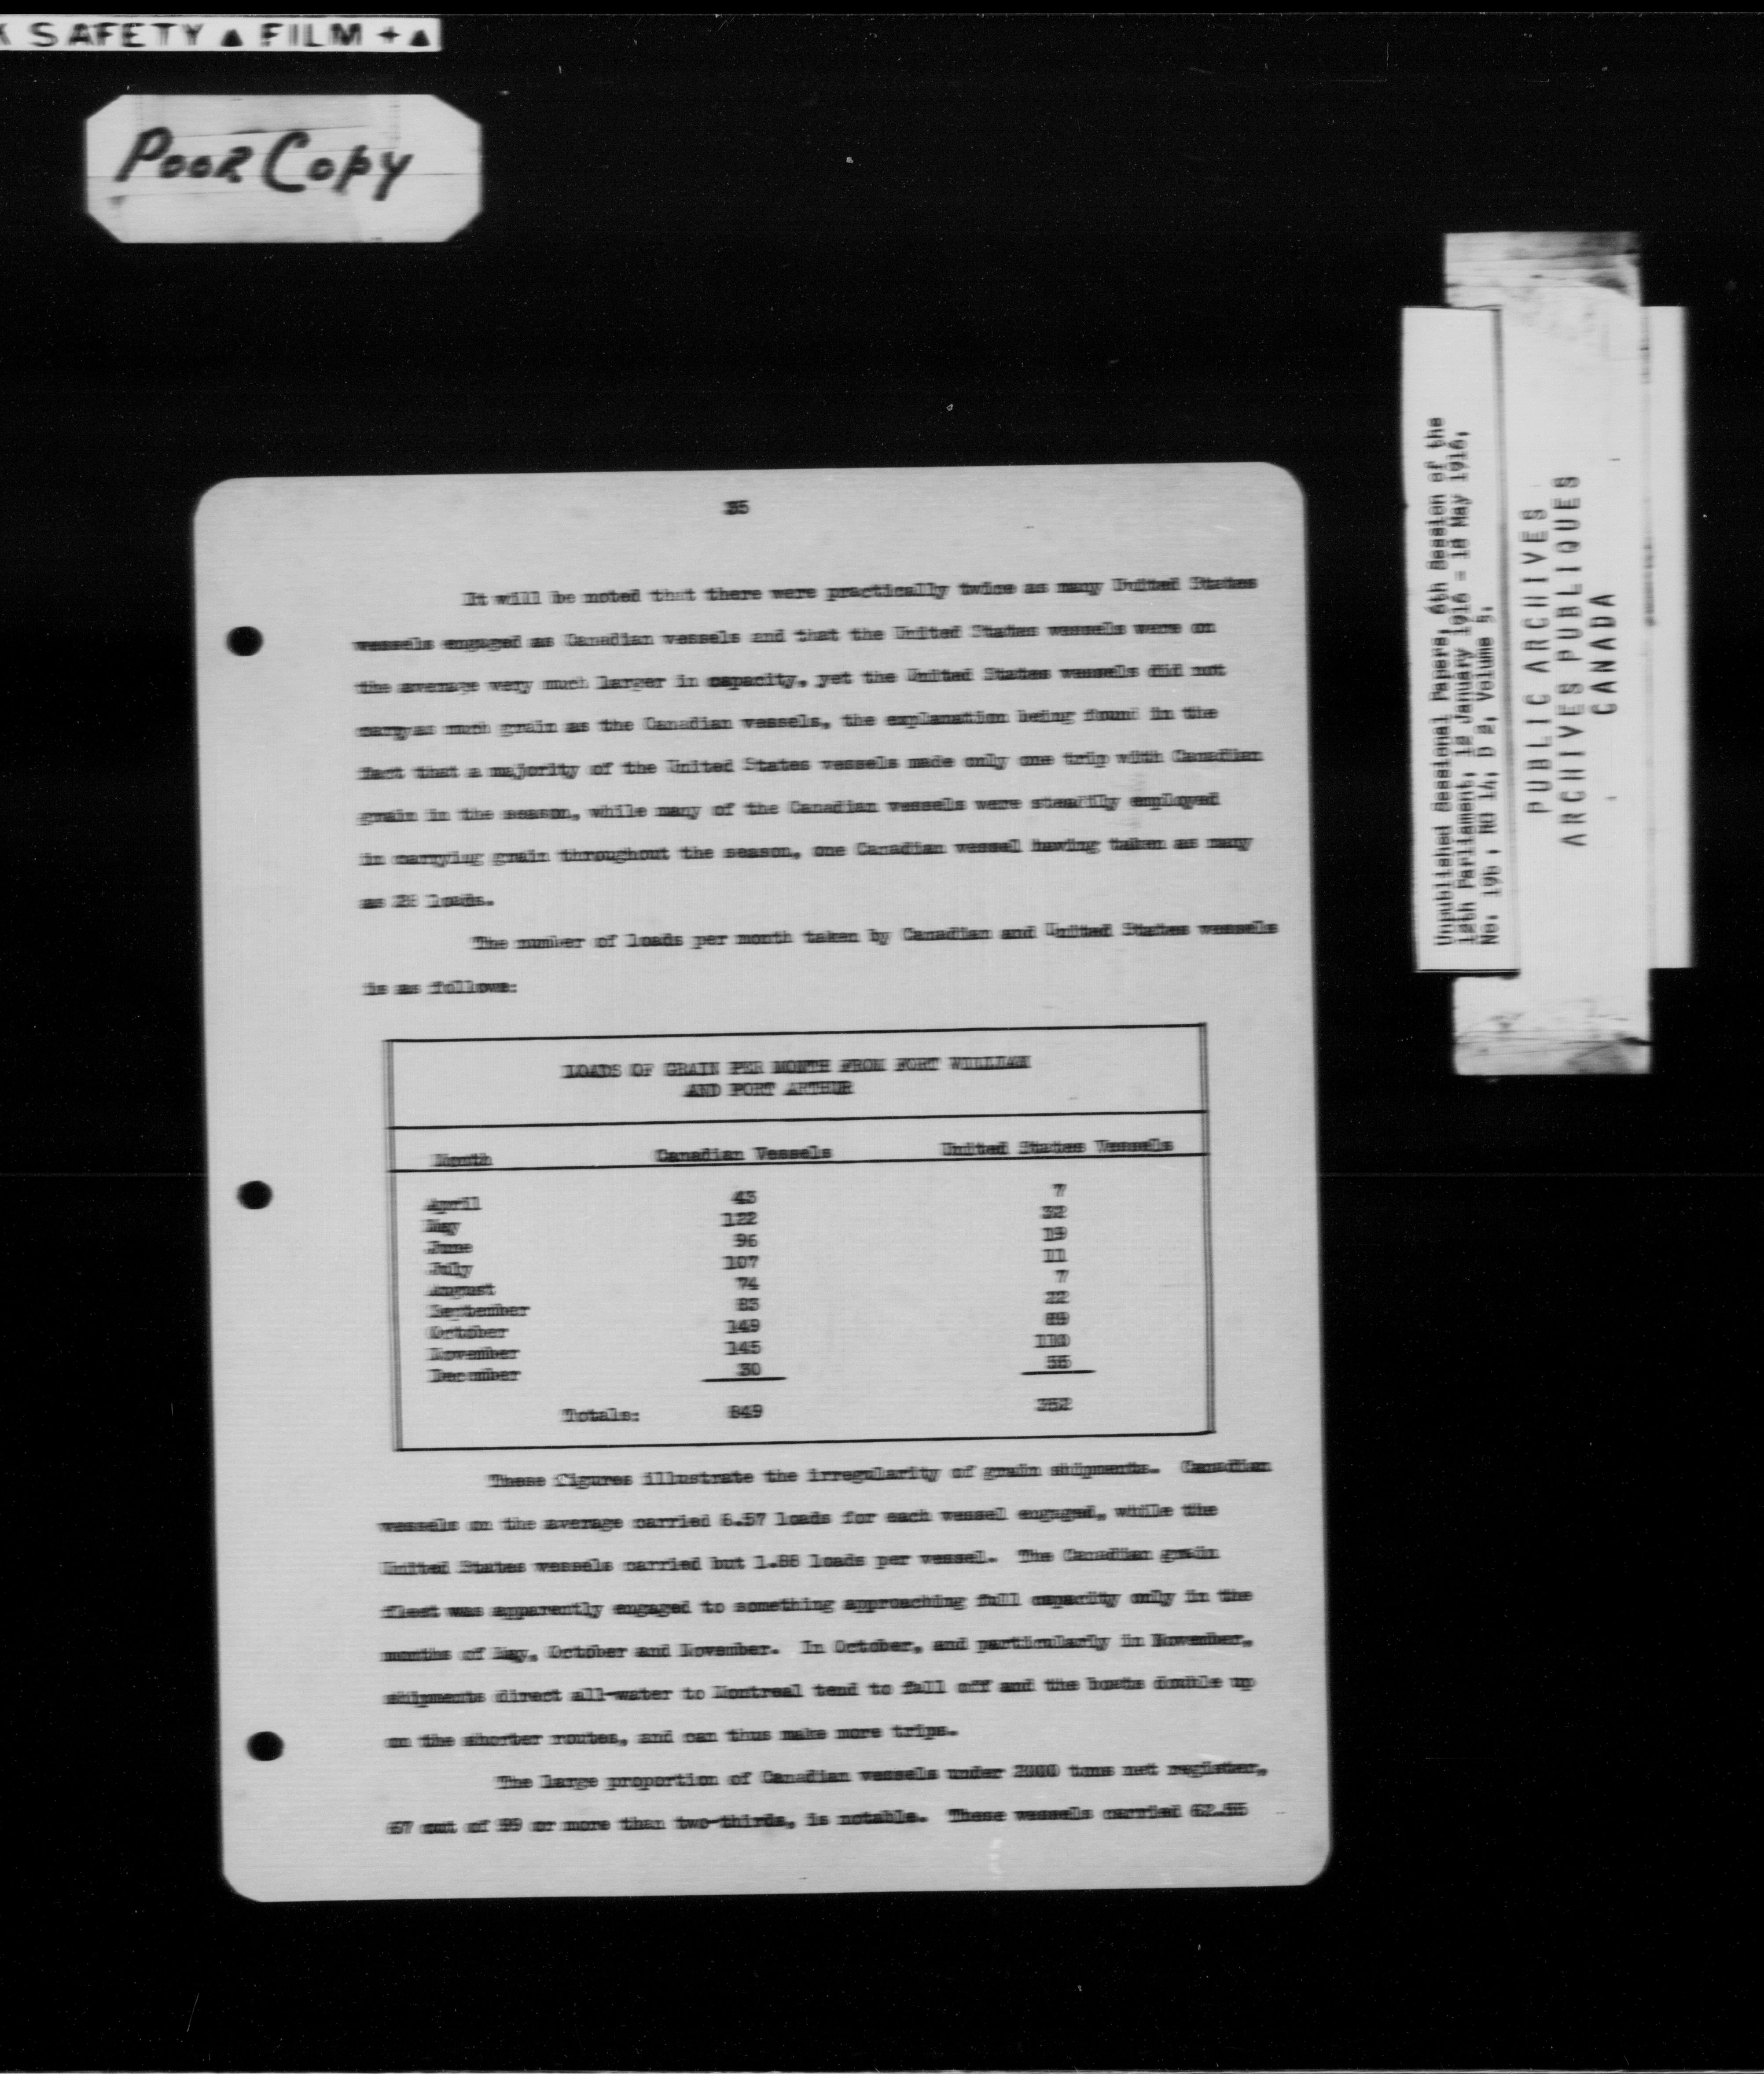 K SAFETY ▲ FILM + ▲
Poor Copy
35
It will be noted that there were practically twice as many United States
vessels engaged as Canadian vessels and that the United States vessels were on
the average very much larger in capacity, yet the United States vessels did not
carry as much grain as the Canadian vessels, the explanation being found in the
fact that a majority of the United States vessels made only one trip with Canadian
grain in the season, while many of the Canadian vessels were steadily employed
in carrying grain throughout the season, one Canadian vessel having taken as many
as loads.
The number of loads per month taken by Canadian and United States vessels
is as follows:
LOADS OF GRAIN PER MONTH FROM FORT WILLIAM
AND PORT ARTHUR
Month Canadian Vessels United States Vessels
April 43 7
May 122 32
June 96 19
July 107 11
August 74 7
September 83 22
October 149 89
November 145 110
December 30 55
Totals: 849 352
These figures illustrate the irregularity of grain shipments. Canadian
vessels on the average carried 8.57 loads for each vessel engaged, while the
United States vessels carried but 1.88 loads per vessel. The Canadian grain
fleet was apparently engaged to something approaching full capacity only in the
months of May, October and November. In October, and particularly in November,
shipments direct all-water to Montreal tend to fall off and the boats double up
on the shorter routes, and can thus make more trips.
The large proportion of Canadian vessels under 2000 tons net register,
67 out of 99 or more than two-thirds, is notable. These vessels carried
Unpublished Sessional Papers, 6th Session of the
12th Parliament, 12 January 1916 - 18 May 1916,
No. 19b, RG 14, D 2, Volume 5.
PUBLIC ARCHIVES
ARCHIVES PUBLIQUES
CANADA